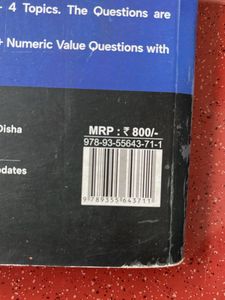 4 Topics. The Questions are
+ Numeric Value Questions with
Disha
MRP : ₹ 800/-
978-93-55643-71-1
pdates
9 789355 643711